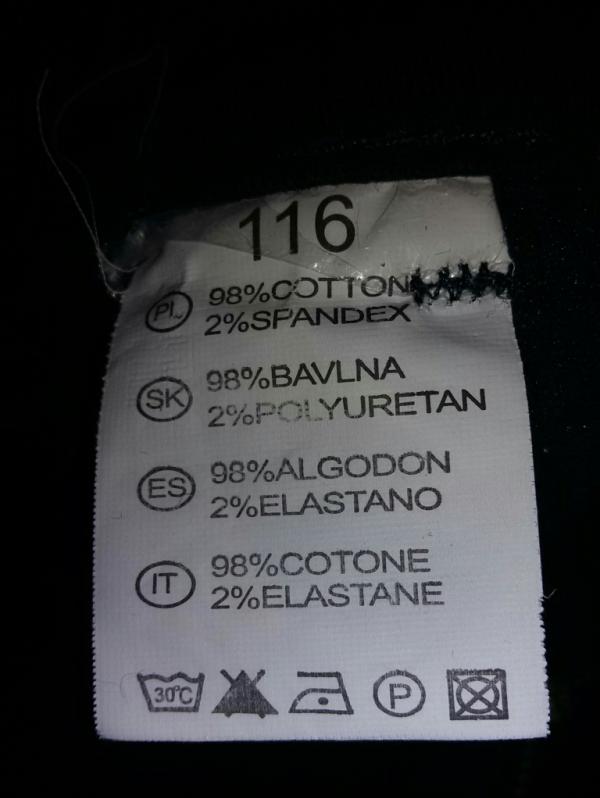 116
PL 98%COTTON
2%SPANDEX
SK 98%BAVLNA
2%POLYURETAN
ES 98%ALGODON
2%ELASTANO
IT 98%COTONE
2%ELASTANE
30°C P